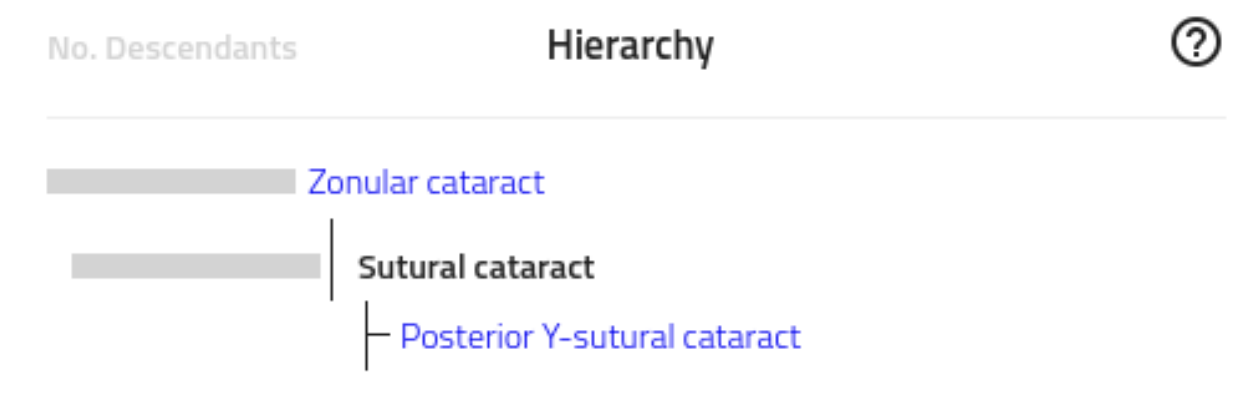 No. Descendants
Hierarchy
?
Zonular cataract
Sutural cataract
Posterior Y-sutural cataract